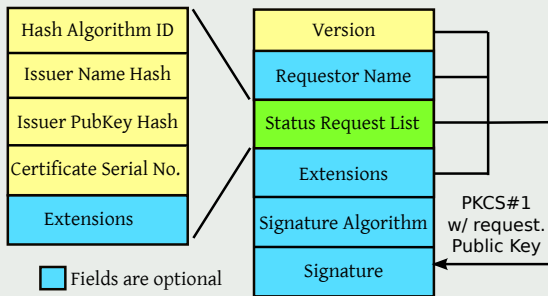 Hash Algorithm ID
Issuer Name Hash
Issuer PubKey Hash
Certificate Serial No.
Extensions
Fields are optional
Version
Requestor Name
Status Request List
Extensions
Signature Algorithm
Signature
PKCS#1
w/ request.
Public Key